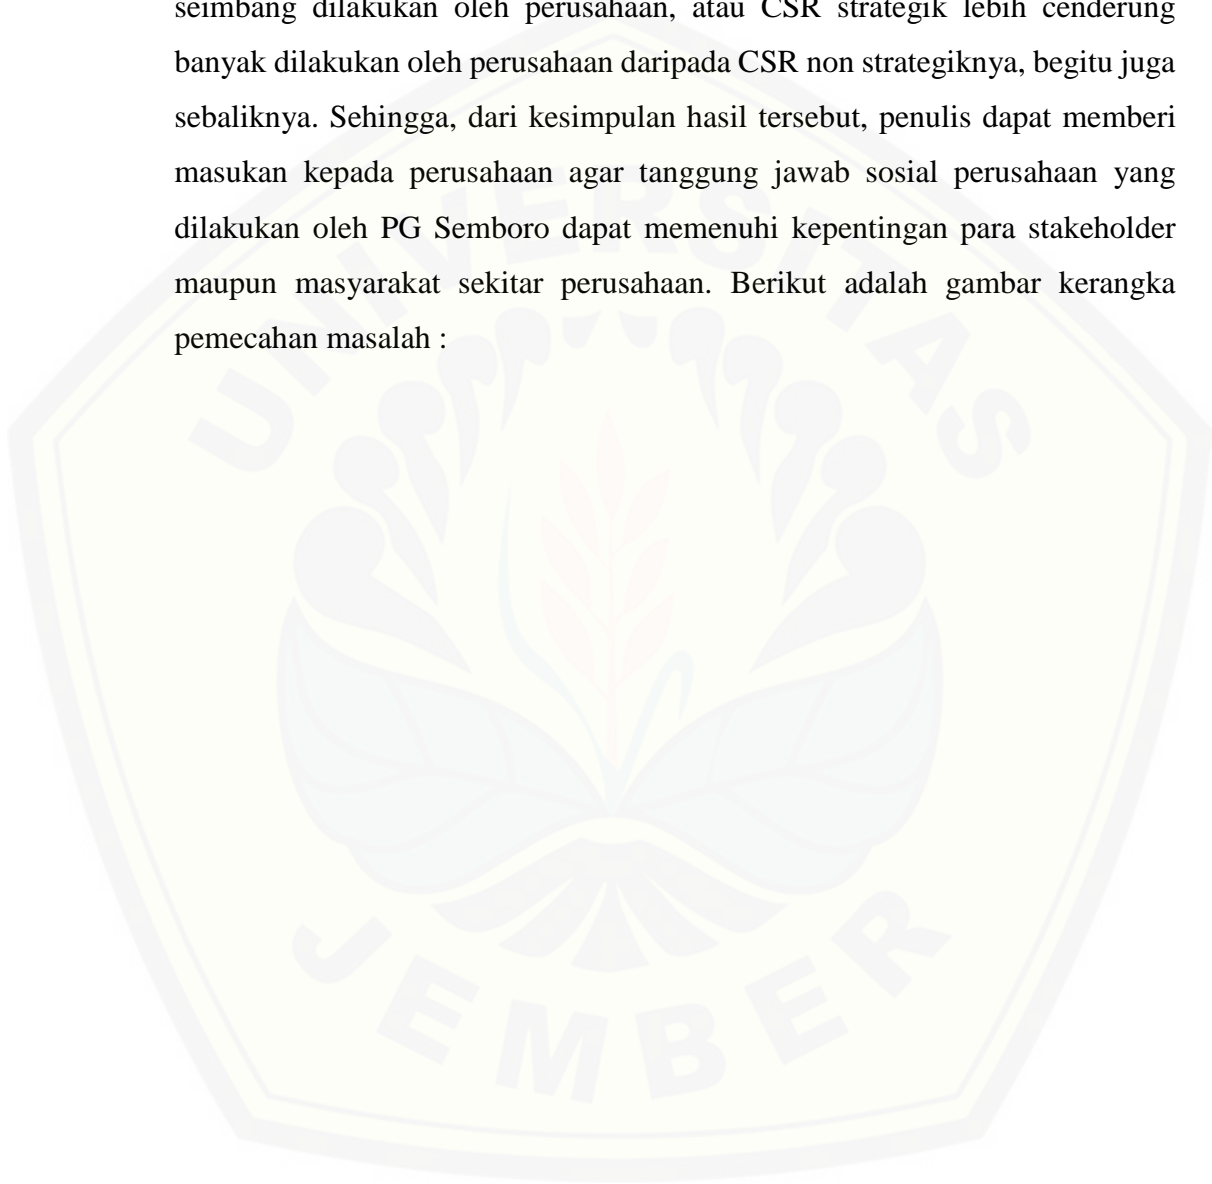 seimbang dilakukan oleh perusahaan, atau CSR strategik lebih cenderung
banyak dilakukan oleh perusahaan daripada CSR non strategiknya, begitu juga
sebaliknya. Sehingga, dari kesimpulan hasil tersebut, penulis dapat memberi
masukan kepada perusahaan agar tanggung jawab sosial perusahaan yang
dilakukan oleh PG Semboro dapat memenuhi kepentingan para stakeholder
maupun masyarakat sekitar perusahaan. Berikut adalah gambar kerangka
pemecahan masalah :
UNIVERSITAS
JEMBER